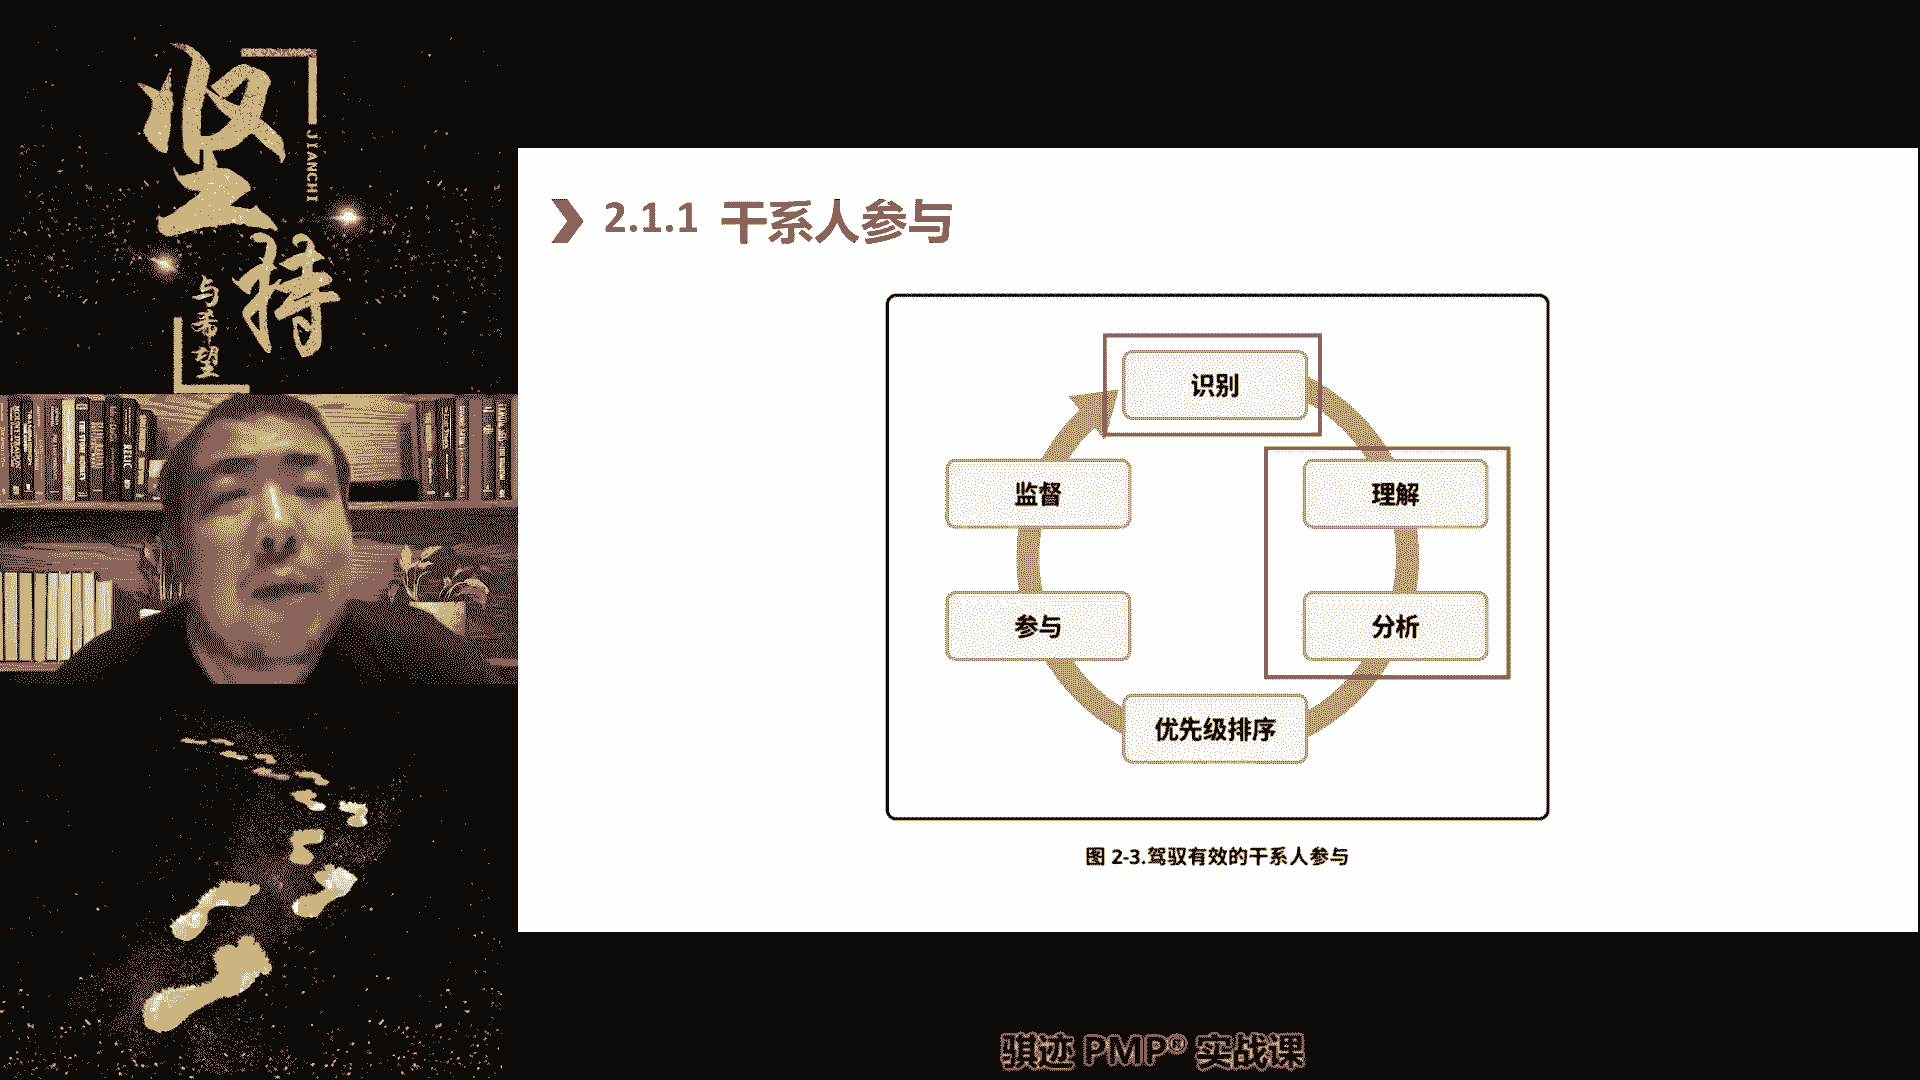 坚持
JIANCHI
与希望
2.1.1 干系人参与
识别
理解
分析
优先级排序
参与
监督
图 2-3.驾驭有效的干系人参与
骐迹 PMP® 实战课